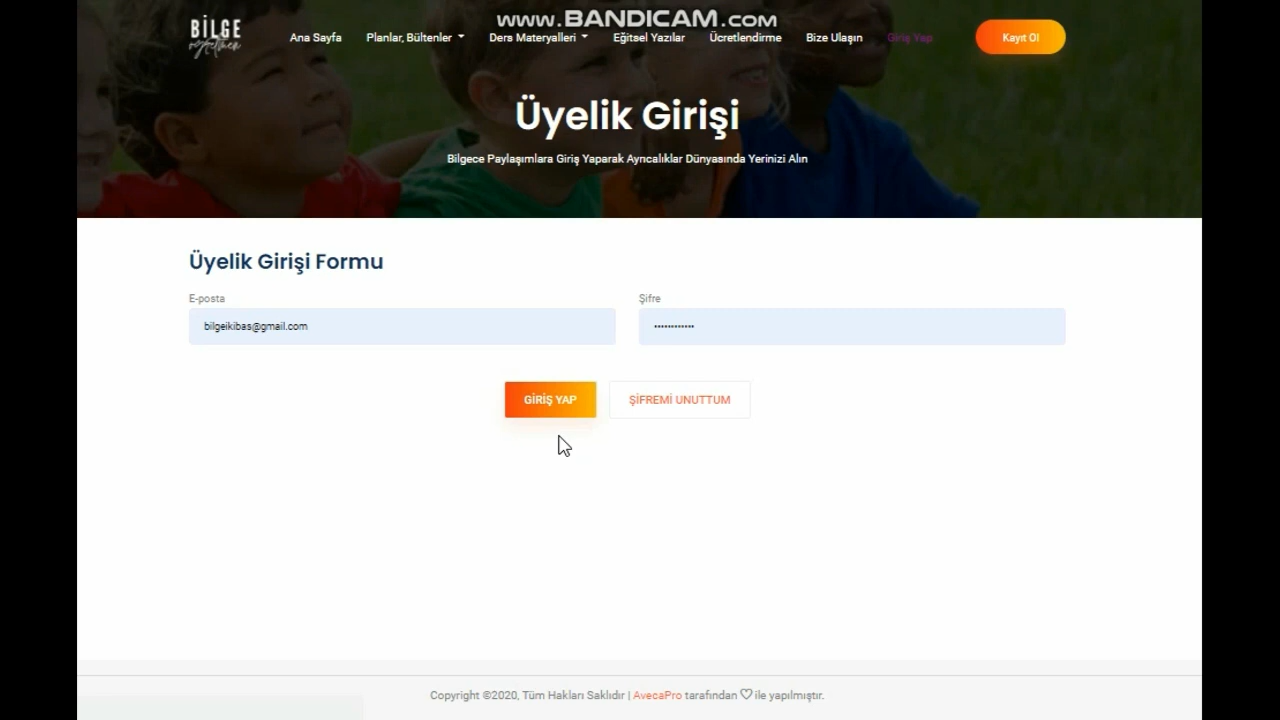 www.BANDICAM.com
BİLGE
öğretmen
Ana Sayfa
Planlar, Bültenler
Ders Materyalleri
Eğitsel Yazılar
Ücretlendirme
Bize Ulaşın
Giriş Yap
Kayıt Ol
Üyelik Girişi
Bilgece Paylaşımlara Giriş Yaparak Ayrıcalıklar Dünyasında Yerinizi Alın
Üyelik Girişi Formu
E-posta
Şifre
bilgeikibas@gmail.com
••••••••••••
GİRİŞ YAP
ŞİFREMİ UNUTTUM
Copyright ©2020, Tüm Hakları Saklıdır | AvecaPro tarafından ♡ ile yapılmıştır.